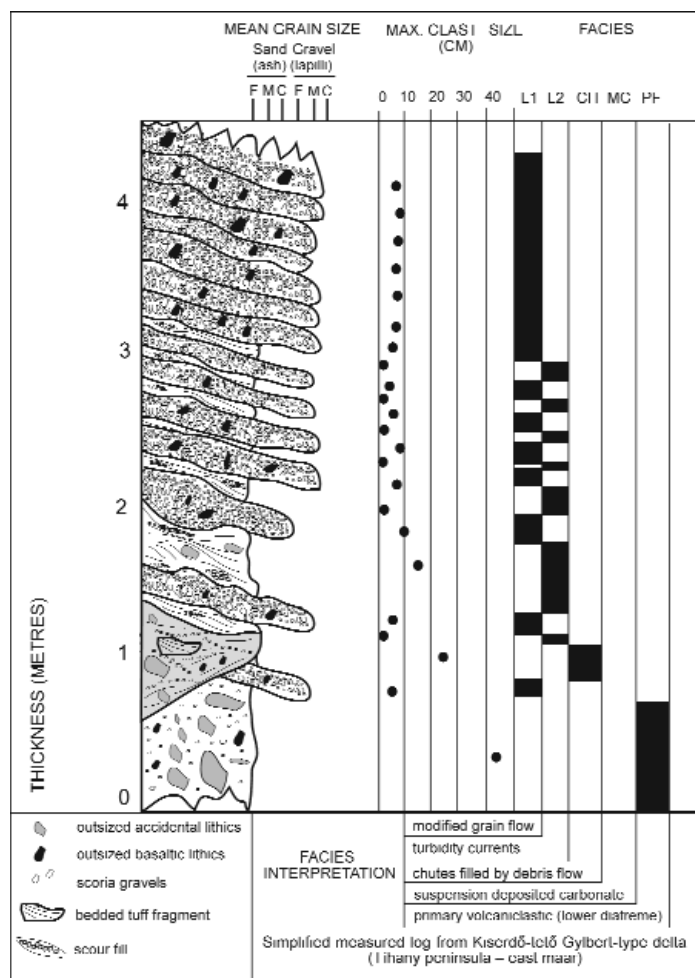 MEAN GRAIN SIZE MAX. CLAST SIZE FACIES
(CM)
Sand Gravel
(ash) (lapilli)
F M C F M C
0 10 20 30 40 L1 L2 CH MC PF
4
3
2
1
0
THICKNESS (METRES)
outsized accidental lithics
outsized basaltic lithics
scoria gravels
bedded tuff fragment
scour fill
FACIES
INTERPRETATION
modified grain flow
turbidity currents
chutes filled by debris flow
suspension deposited carbonate
primary volcaniclastic (lower diatreme)
Simplified measured log from Kiserdő-tető Gylbert-type delta
(Tihany peninsula – east maar)